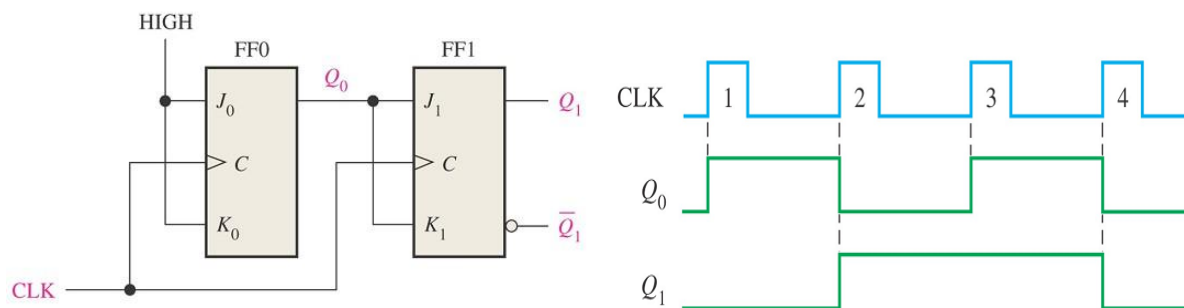 HIGH
FF0 FF1
Q₀
J₀ J₁ Q₁
C C
K₀ K₁ Q̅₁
CLK
CLK 1 2 3 4
Q₀
Q₁